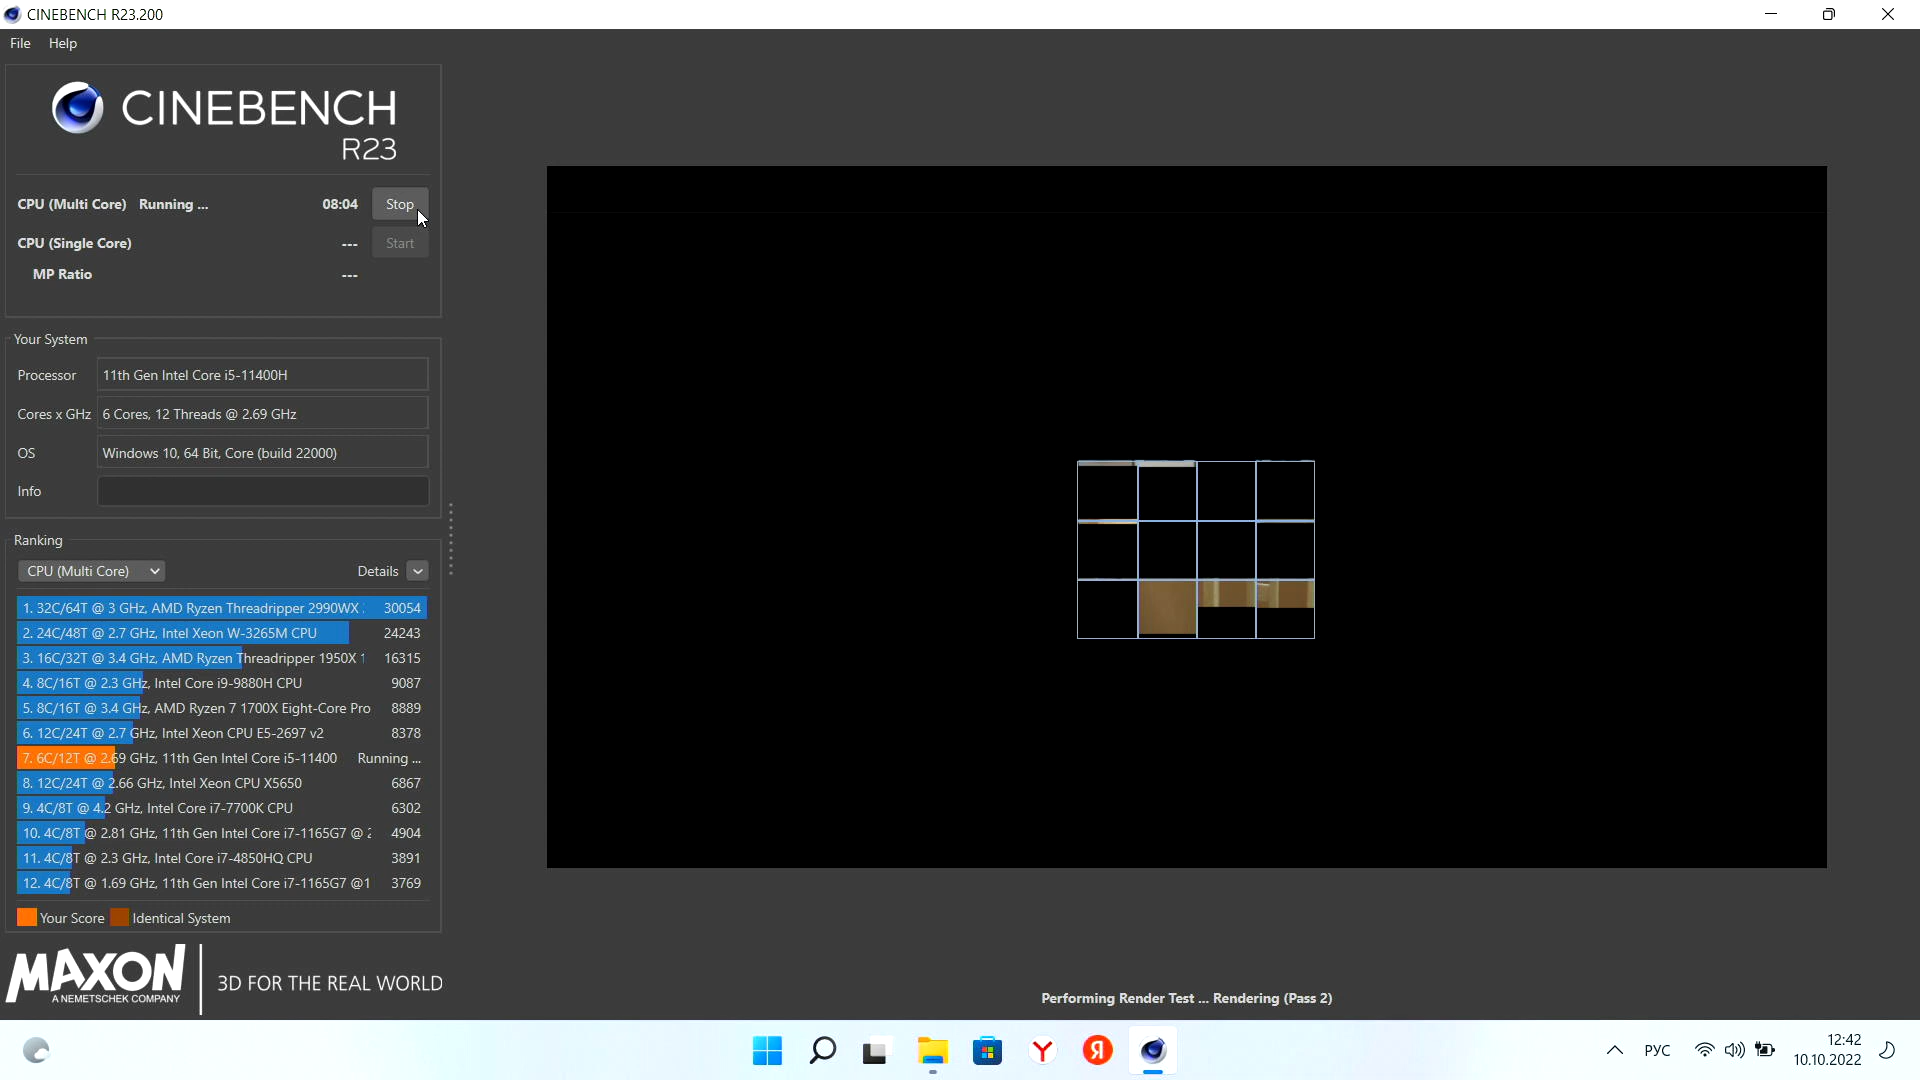 CINEBENCH R23.200
File Help
CINEBENCH
R23
CPU (Multi Core) Running ... 08:04 Stop
CPU (Single Core) --- Start
MP Ratio ---
Your System
Processor 11th Gen Intel Core i5-11400H
Cores x GHz 6 Cores, 12 Threads @ 2.69 GHz
OS Windows 10, 64 Bit, Core (build 22000)
Info
Ranking
CPU (Multi Core) Details
1. 32C/64T @ 3 GHz, AMD Ryzen Threadripper 2990WX 30054
2. 24C/48T @ 2.7 GHz, Intel Xeon W-3265M CPU 24243
3. 16C/32T @ 3.4 GHz, AMD Ryzen Threadripper 1950X 16315
4. 8C/16T @ 2.3 GHz, Intel Core i9-9880H CPU 9087
5. 8C/16T @ 3.4 GHz, AMD Ryzen 7 1700X Eight-Core Pro 8889
6. 12C/24T @ 2.7 GHz, Intel Xeon CPU E5-2697 v2 8378
7. 6C/12T @ 2.69 GHz, 11th Gen Intel Core i5-11400 Running ...
8. 12C/24T @ 2.66 GHz, Intel Xeon CPU X5650 6867
9. 4C/8T @ 4.2 GHz, Intel Core i7-7700K CPU 6302
10. 4C/8T @ 2.81 GHz, 11th Gen Intel Core i7-1165G7 @ 2 4904
11. 4C/8T @ 2.3 GHz, Intel Core i7-4850HQ CPU 3891
12. 4C/8T @ 1.69 GHz, 11th Gen Intel Core i7-1165G7 @1 3769
Your Score Identical System
MAXON
A NEMETSCHEK COMPANY
3D FOR THE REAL WORLD
Performing Render Test ... Rendering (Pass 2)
Y Я РУС 12:42
10.10.2022